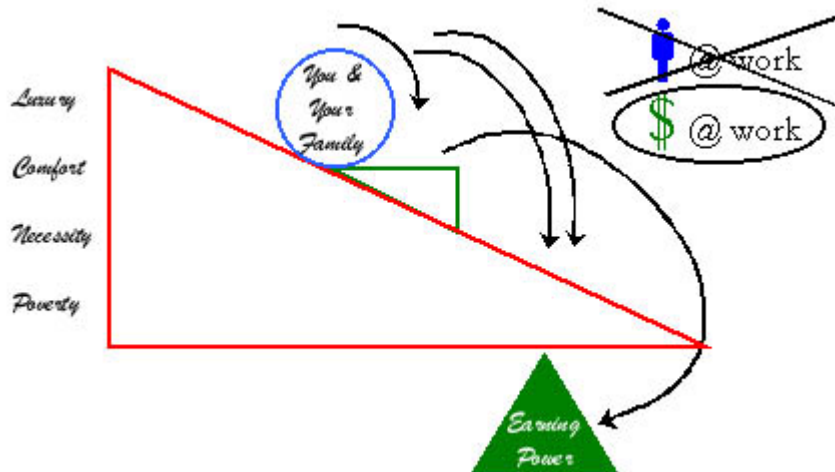 You &
Your
Family
@ work
$ @ work
Luxury
Comfort
Necessity
Poverty
Earning
Power